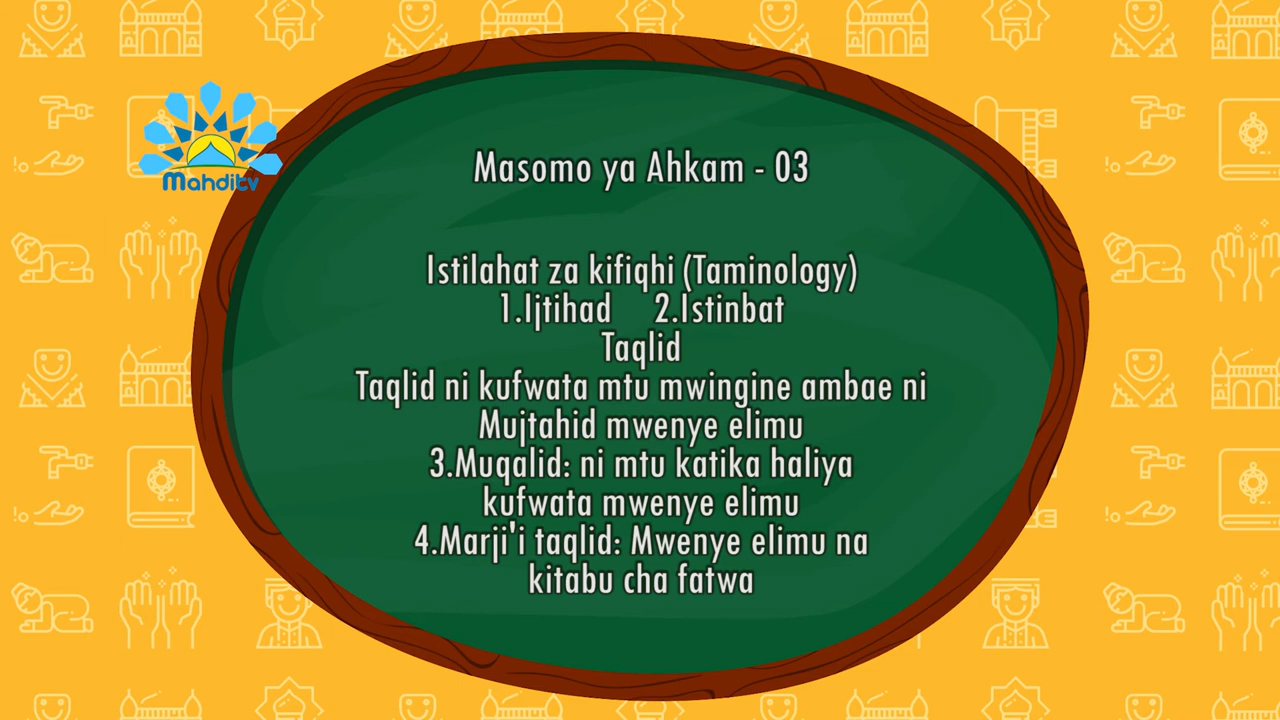 Mahditv
Masomo ya Ahkam - 03
Istilahat za kifiqhi (Taminology)
1.Ijtihad 2.Istinbat
Taqlid
Taqlid ni kufwata mtu mwingine ambae ni
Mujtahid mwenye elimu
3.Muqalid: ni mtu katika haliya
kufwata mwenye elimu
4.Marji'i taqlid: Mwenye elimu na
kitabu cha fatwa